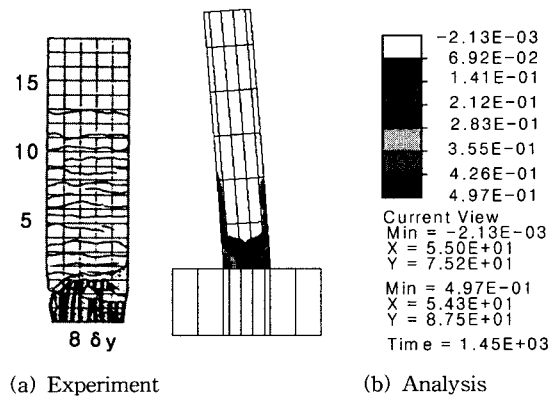 15
10
5
8 δy
-2.13E-03
6.92E-02
1.41E-01
2.12E-01
2.83E-01
3.55E-01
4.26E-01
4.97E-01
Current View
Min = -2.13E-03
X = 5.50E+01
Y = 7.52E+01
Min = 4.97E-01
X = 5.43E+01
Y = 8.75E+01
Time = 1.45E+03
(a) Experiment
(b) Analysis